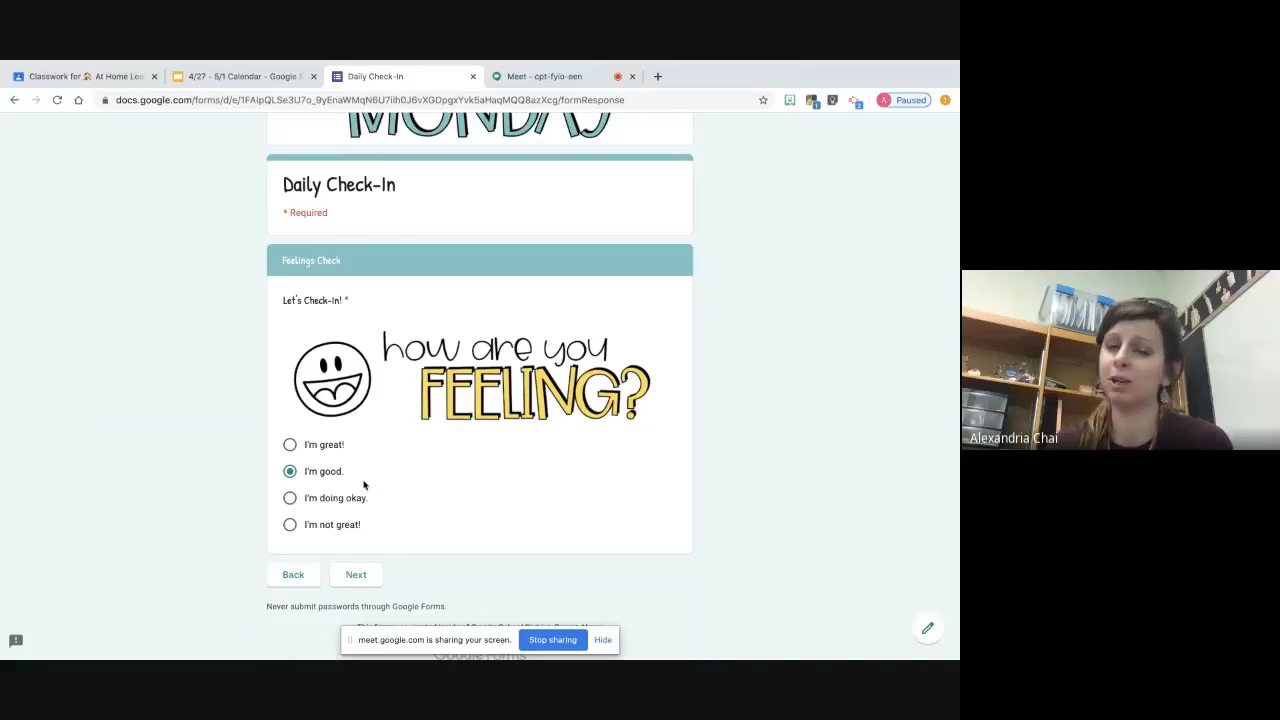 Classwork for 🏠 At Home Lea
4/27 - 5/1 Calendar - Google S
Daily Check-In
Meet - cpt-fyio-een
docs.google.com/forms/d/e/1FAIpQLSe3U7o_9yEnaWMqN6U7iih0J6vXGDpgxYvk5aHaqMQQ8azXcg/formResponse
A Paused
MONDAY
Daily Check-In
* Required
Feelings Check
Let's Check-In! *
how are you
FEELING?
I'm great!
I'm good.
I'm doing okay.
I'm not great!
Back Next
Never submit passwords through Google Forms.
meet.google.com is sharing your screen. Stop sharing Hide
Google Forms
Alexandria Chai